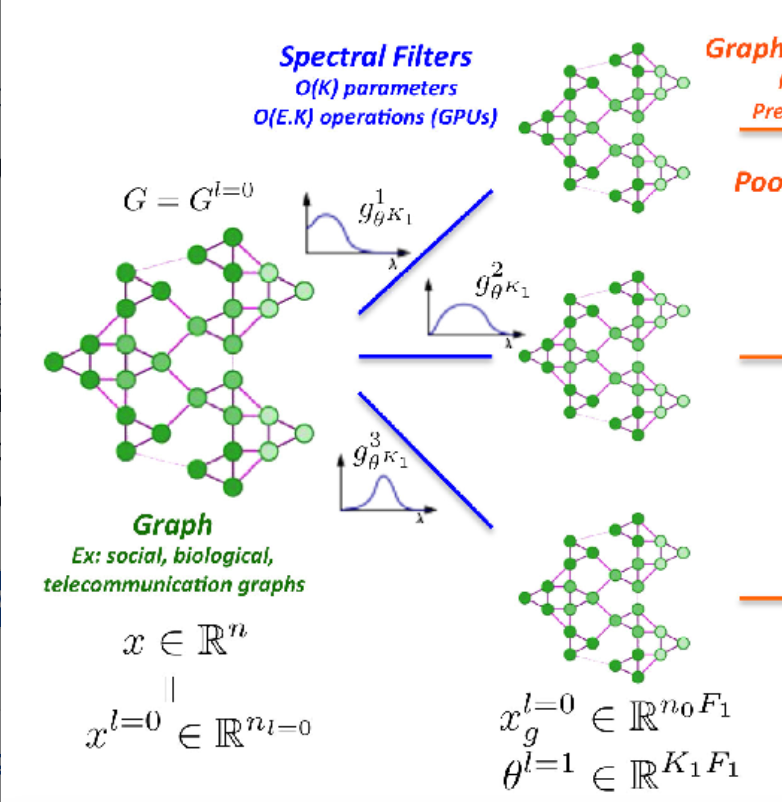 Spectral Filters
O(K) parameters
O(E.K) operations (GPUs)
Graph
Pre
Poo
G = G^{l=0}
g^1_{θ^{K_1}}
λ
g^2_{θ^{K_1}}
λ
g^3_{θ^{K_1}}
λ
Graph
Ex: social, biological,
telecommunication graphs
x ∈ ℝ^n
||
x^{l=0} ∈ ℝ^{n_{l=0}}
x_g^{l=0} ∈ ℝ^{n_0 F_1}
θ^{l=1} ∈ ℝ^{K_1 F_1}